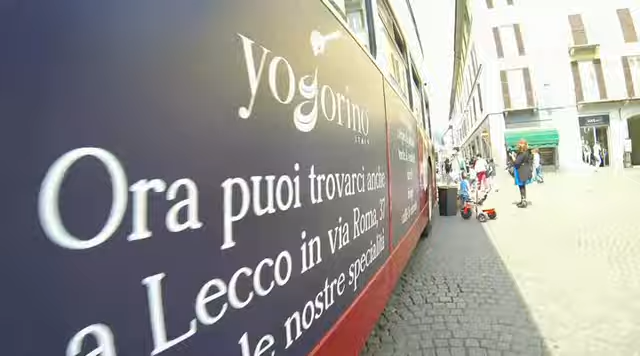 yogorino
ITALY
Ora puoi trovarci anche
a Lecco in via Roma, 37
le nostre specialità